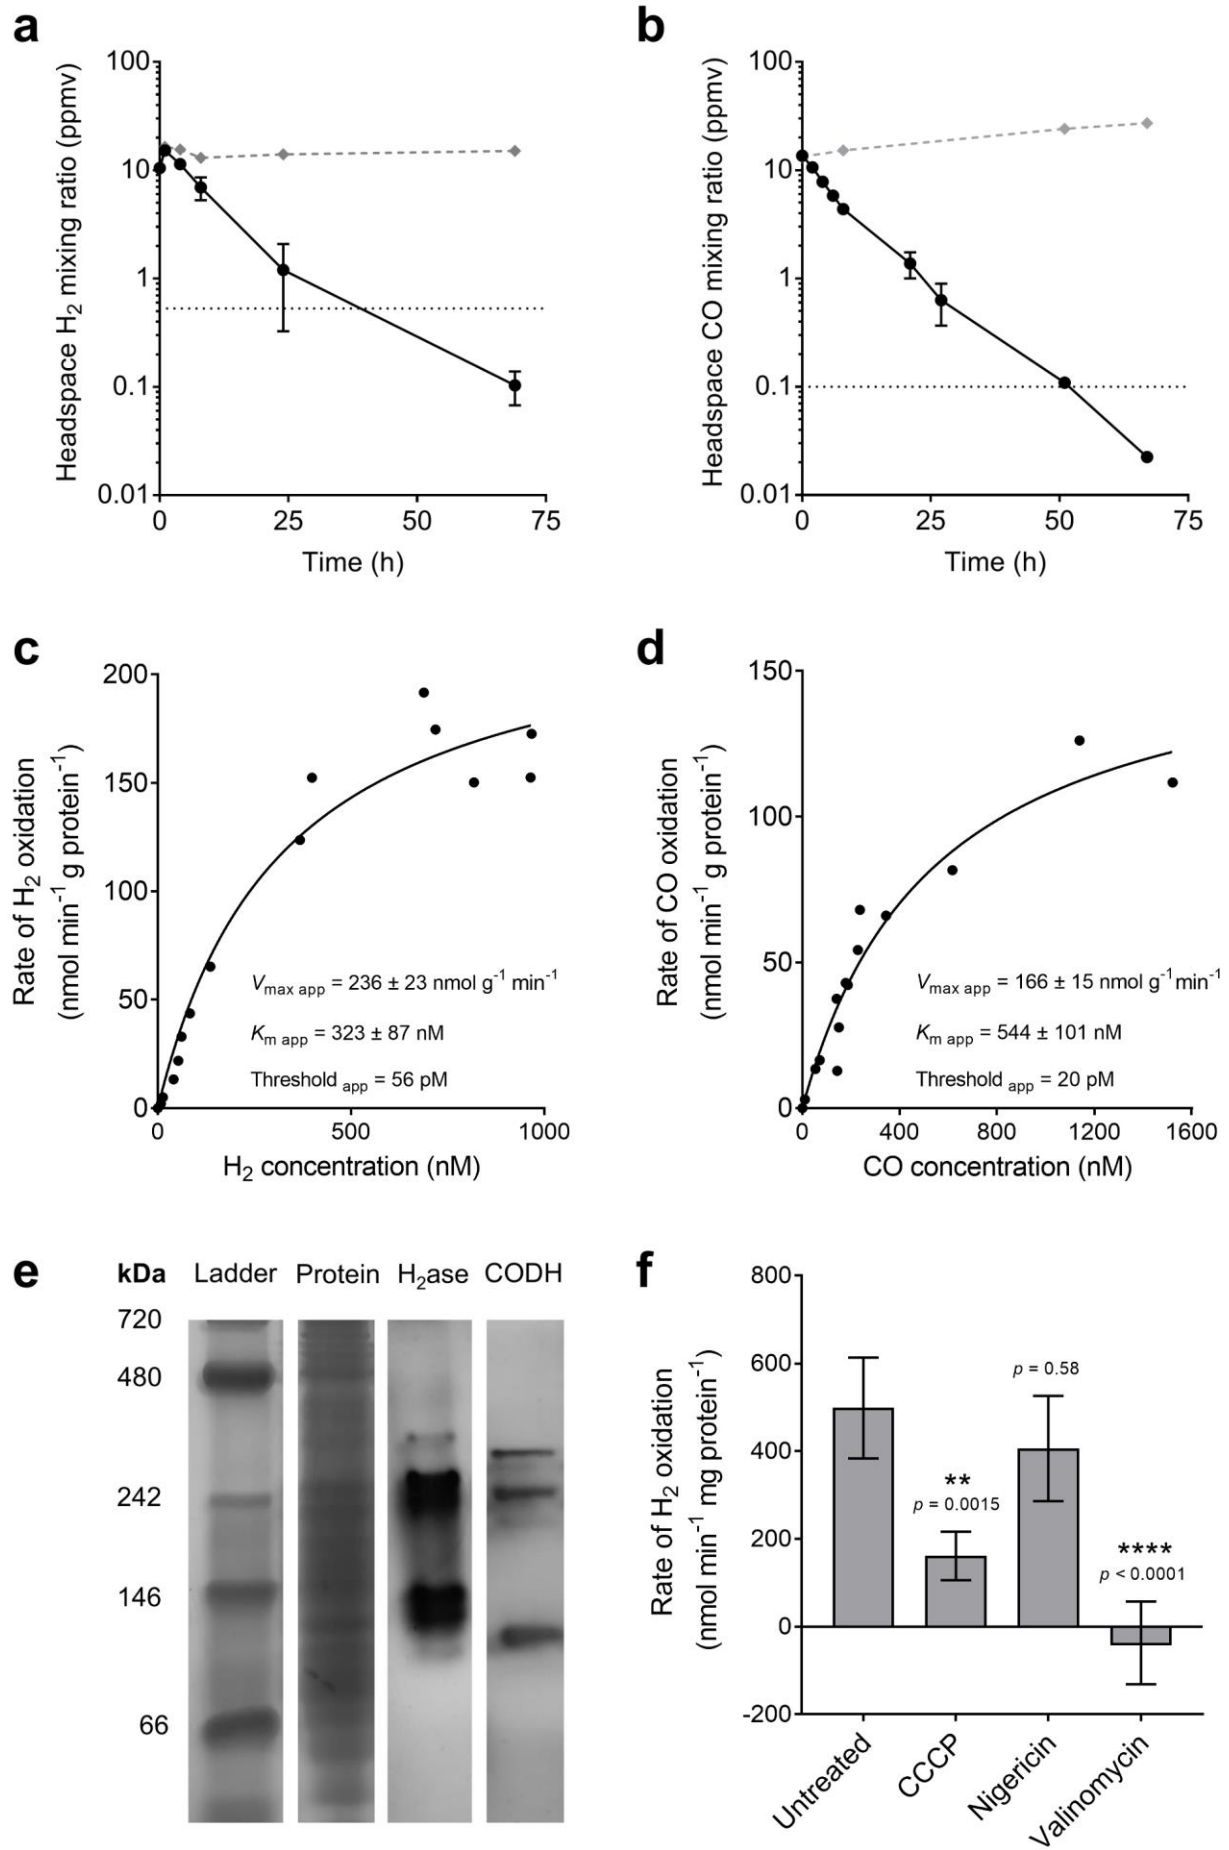 a
Headspace H₂ mixing ratio (ppmv)
100
10
1
0.1
0.01
0 25 50 75
Time (h)
b
Headspace CO mixing ratio (ppmv)
100
10
1
0.1
0.01
0 25 50 75
Time (h)
c
Rate of H₂ oxidation
(nmol min⁻¹ g protein⁻¹)
200
150
100
50
0
Vmax app = 236 ± 23 nmol g⁻¹ min⁻¹
Km app = 323 ± 87 nM
Threshold app = 56 pM
0 500 1000
H₂ concentration (nM)
d
Rate of CO oxidation
(nmol min⁻¹ g protein⁻¹)
150
100
50
0
Vmax app = 166 ± 15 nmol g⁻¹ min⁻¹
Km app = 544 ± 101 nM
Threshold app = 20 pM
0 400 800 1200 1600
CO concentration (nM)
e
kDa Ladder Protein H₂ase CODH
720
480
242
146
66
f
Rate of H₂ oxidation
(nmol min⁻¹ mg protein⁻¹)
800
600
400
200
0
-200
**
p = 0.0015
p = 0.58
****
p < 0.0001
Untreated
CCCP
Nigericin
Valinomycin